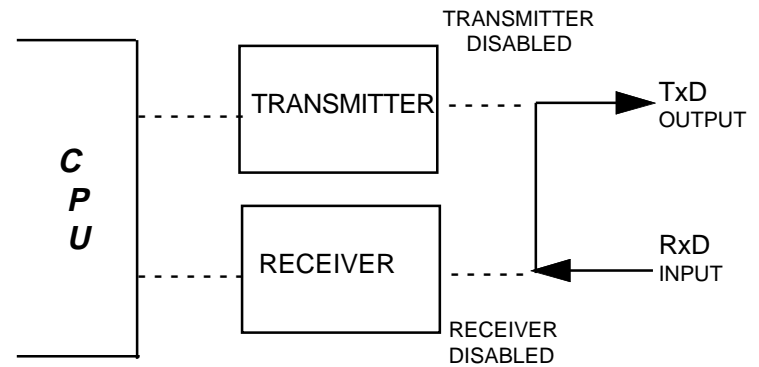 TRANSMITTER
DISABLED
TRANSMITTER
TxD
OUTPUT
C
P
U
RECEIVER
RxD
INPUT
RECEIVER
DISABLED